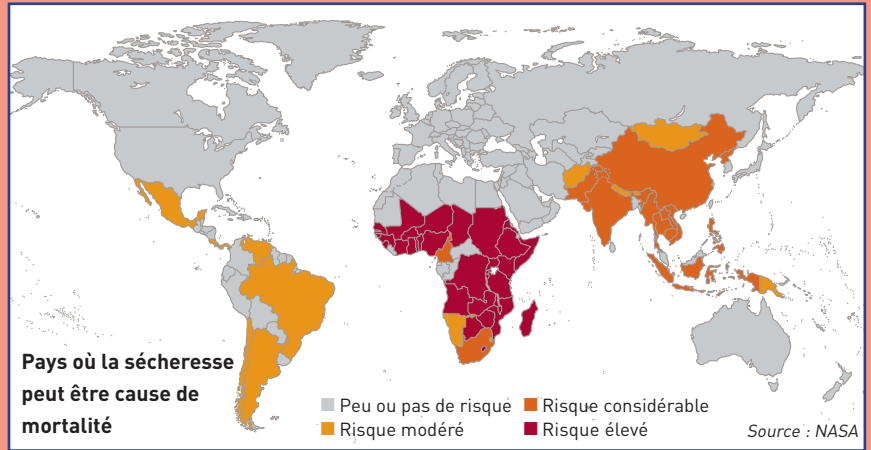 Pays où la sécheresse
peut être cause de
mortalité
Peu ou pas de risque
Risque modéré
Risque considérable
Risque élevé
Source : NASA